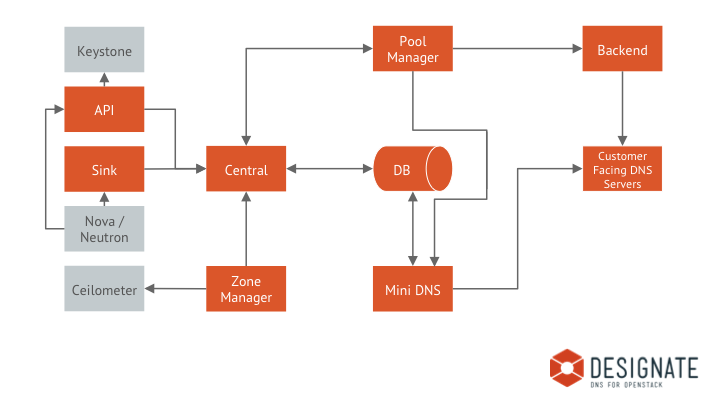 Keystone
API
Sink
Nova /
Neutron
Ceilometer
Central
Zone
Manager
Pool
Manager
DB
Mini DNS
Backend
Customer
Facing DNS
Servers
DESIGNATE
DNS FOR OPENSTACK